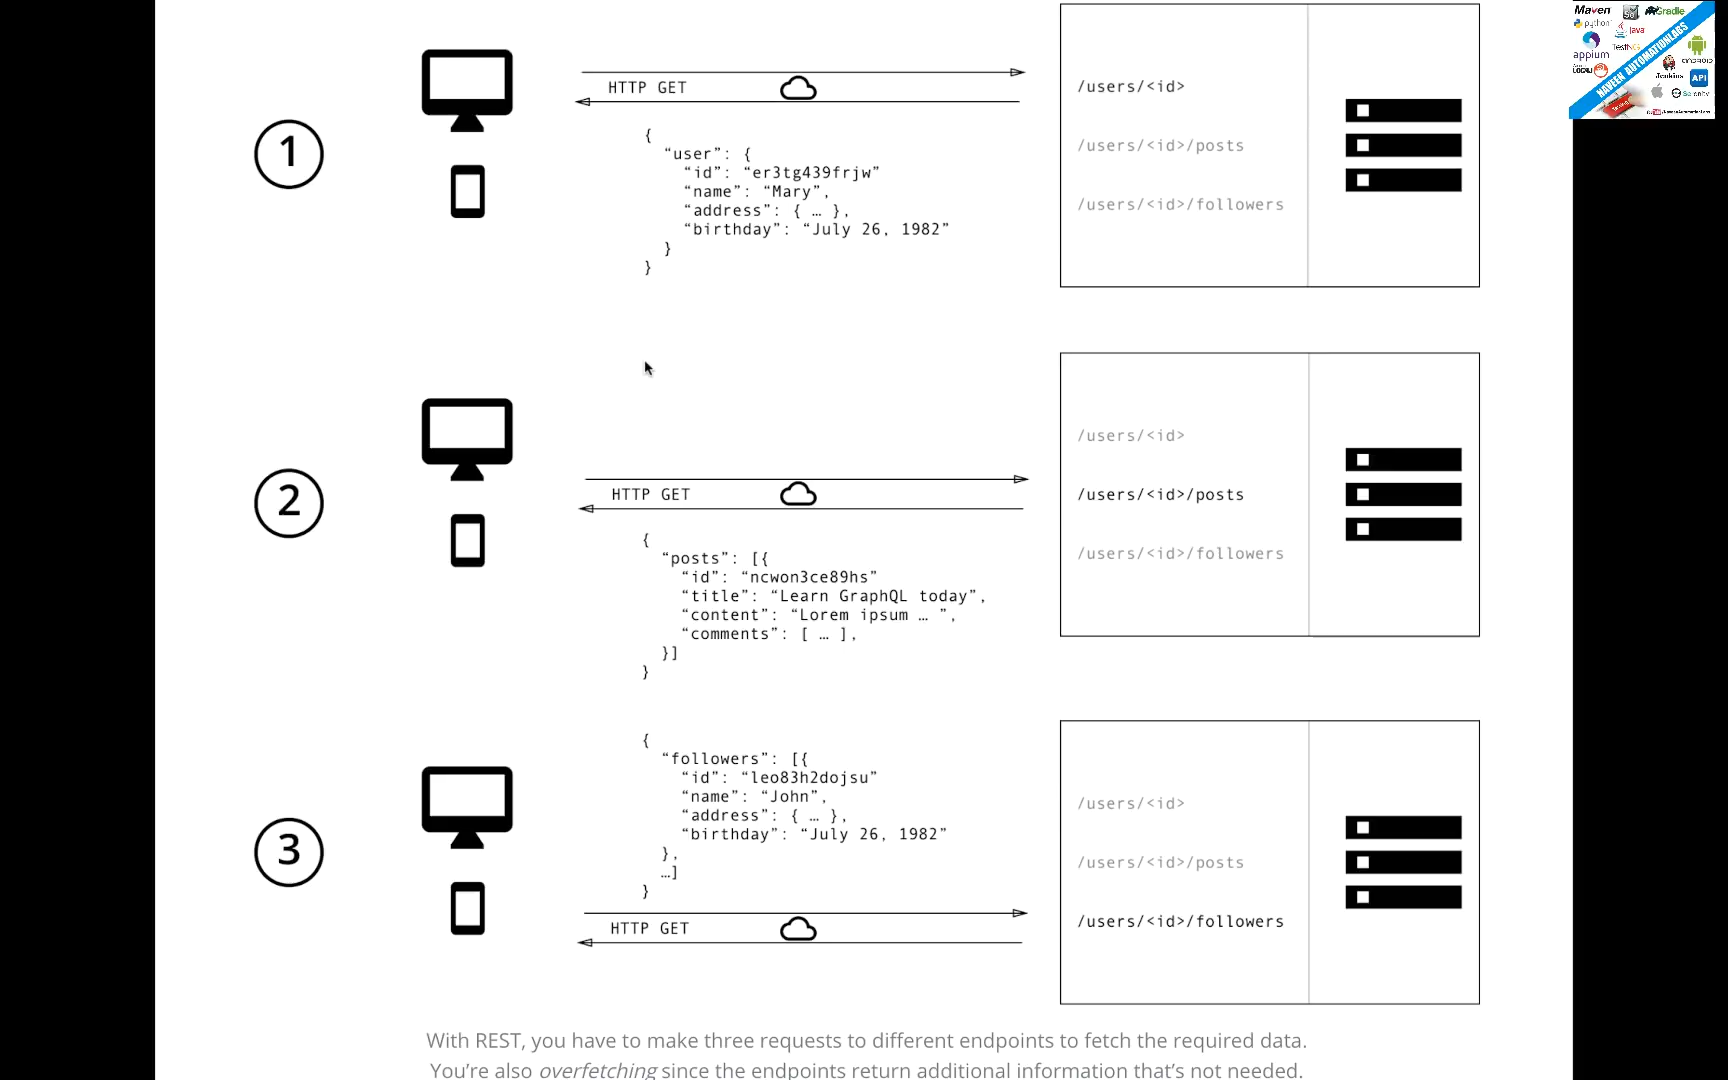 1
HTTP GET
{
“user”: {
“id”: “er3tg439frjw”
“name”: “Mary”,
“address”: { … },
“birthday”: “July 26, 1982”
}
}
/users/<id>
/users/<id>/posts
/users/<id>/followers
Maven
Gradle
python
Java
appium
TestNG
ANDROID
Jenkins
API
NAVEEN AUTOMATIONLABS
2
HTTP GET
{
“posts”: [{
“id”: “ncwon3ce89hs”
“title”: “Learn GraphQL today”,
“content”: “Lorem ipsum … ”,
“comments”: [ … ],
}]
}
/users/<id>
/users/<id>/posts
/users/<id>/followers
3
{
“followers”: [{
“id”: “leo83h2dojsu”
“name”: “John”,
“address”: { … },
“birthday”: “July 26, 1982”
},
…]
}
HTTP GET
/users/<id>
/users/<id>/posts
/users/<id>/followers
With REST, you have to make three requests to different endpoints to fetch the required data.
You’re also overfetching since the endpoints return additional information that’s not needed.